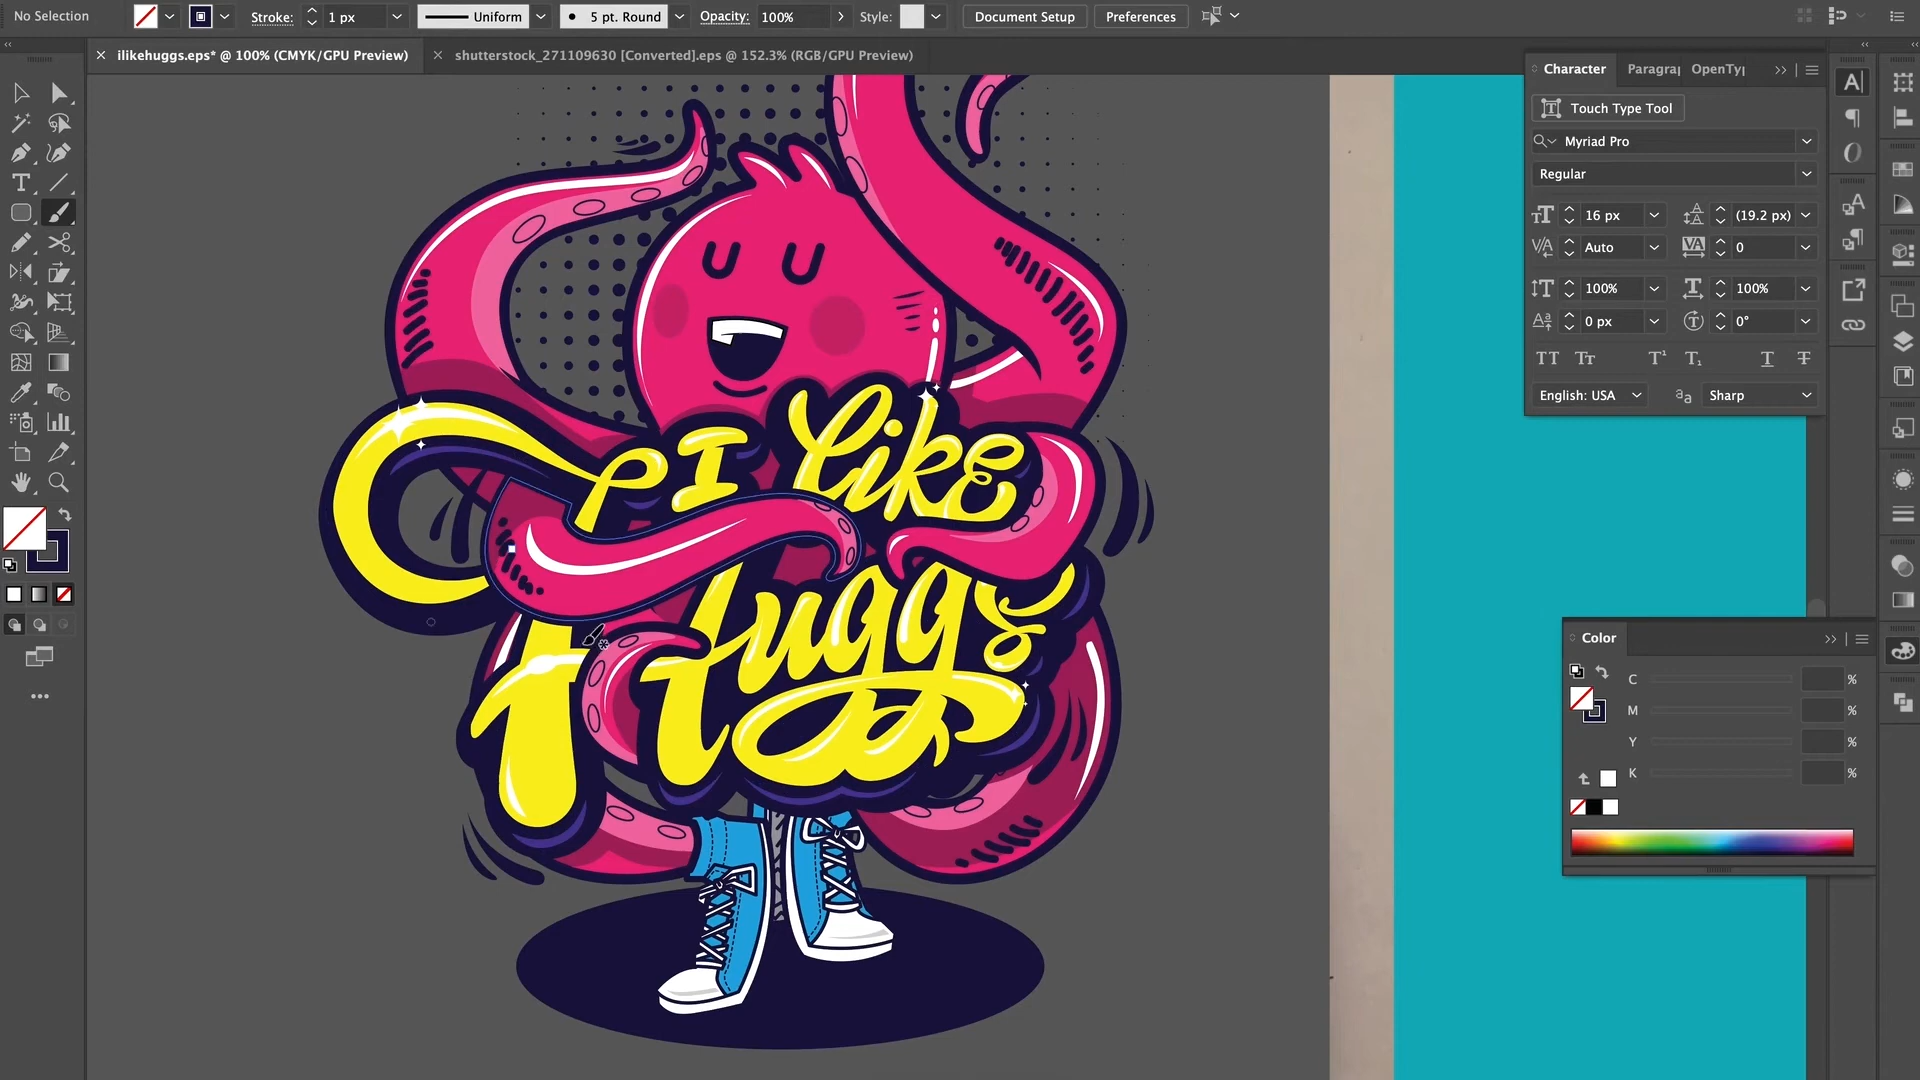 No Selection
Stroke: 1 px Uniform 5 pt. Round Opacity: 100% Style: Document Setup Preferences
ilikehuggs.eps* @ 100% (CMYK/GPU Preview) shutterstock_271109630 [Converted].eps @ 152.3% (RGB/GPU Preview)
Character Paragra OpenTy
Touch Type Tool
Myriad Pro
Regular
16 px (19.2 px)
Auto 0
100% 100%
0 px 0°
English: USA Sharp
I Like
Huggs
Color
C %
M %
Y %
K %